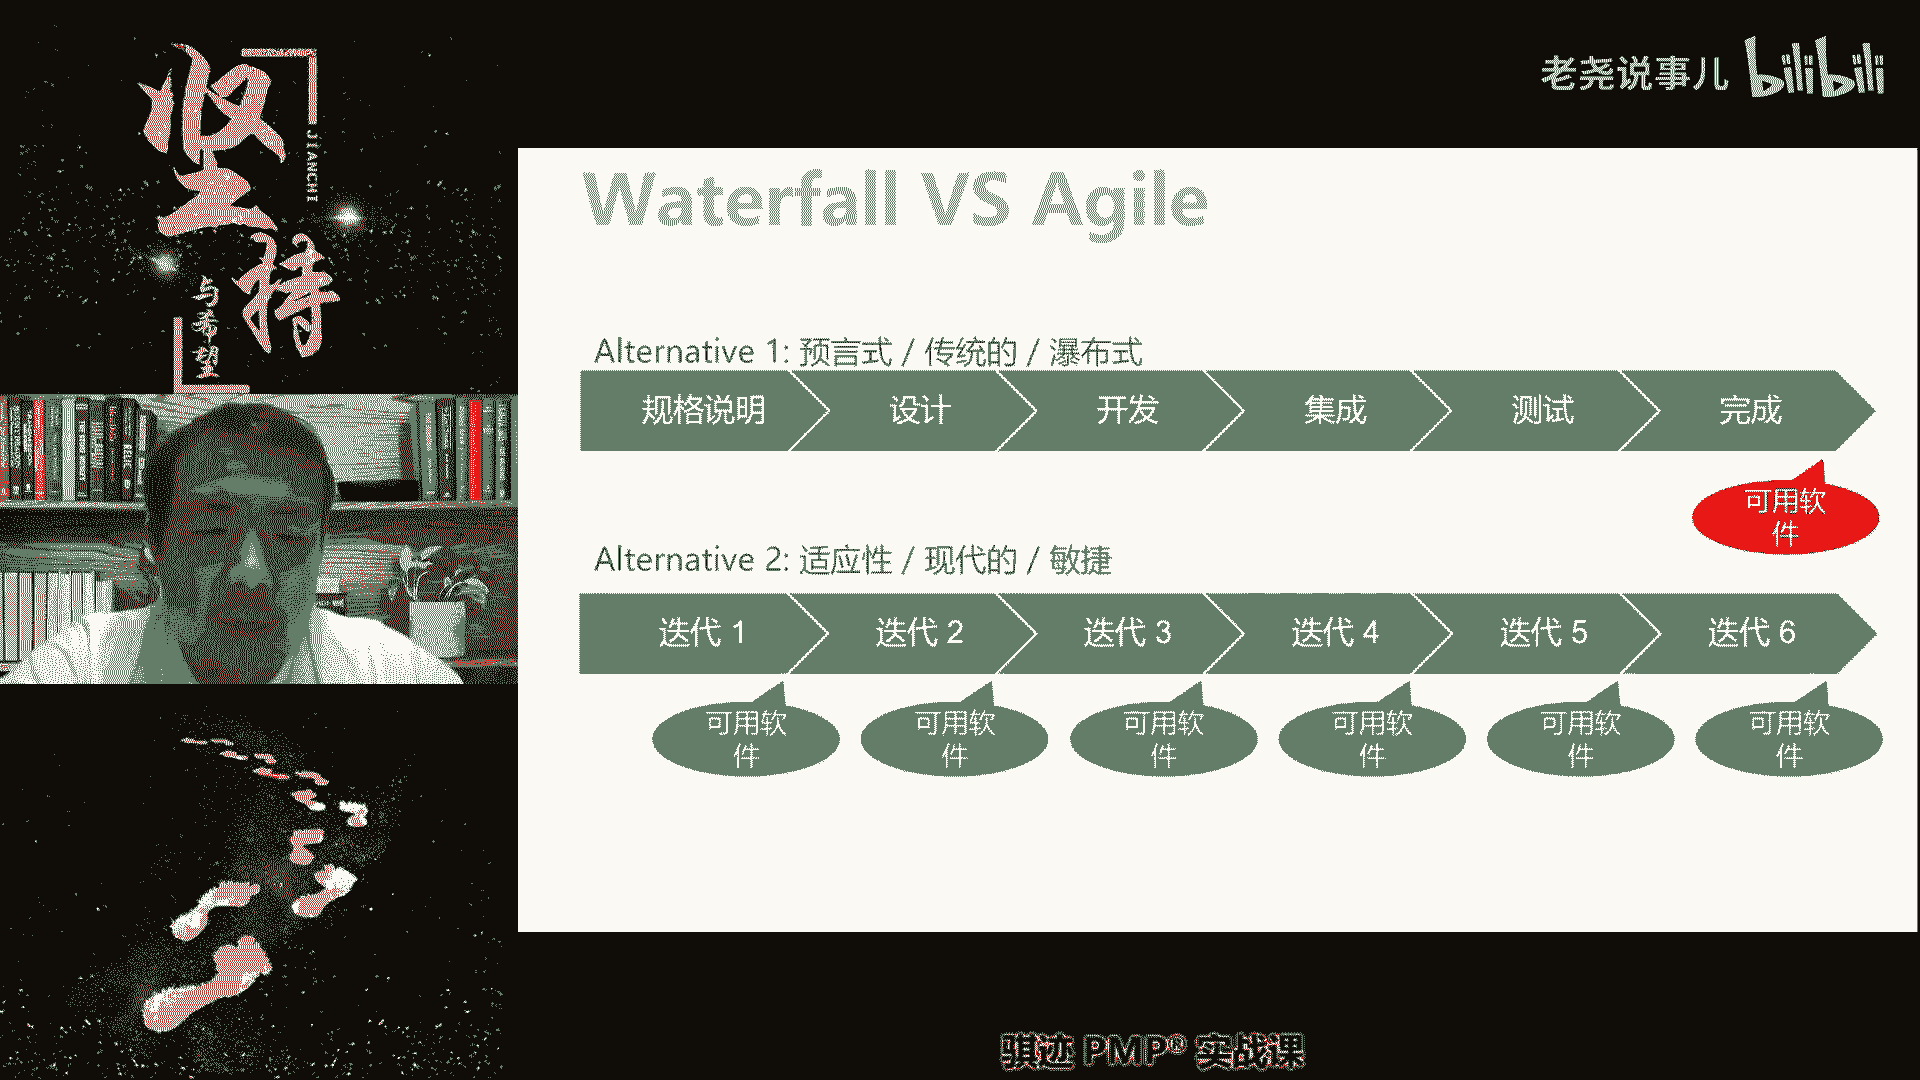 坚持
JIANCHI
与希望
老尧说事儿 bilibili
Waterfall VS Agile
Alternative 1: 预言式 / 传统的 / 瀑布式
规格说明 设计 开发 集成 测试 完成
可用软
件
Alternative 2: 适应性 / 现代的 / 敏捷
迭代 1 迭代 2 迭代 3 迭代 4 迭代 5 迭代 6
可用软 可用软 可用软 可用软 可用软 可用软
件 件 件 件 件 件
骐迹 PMP® 实战课